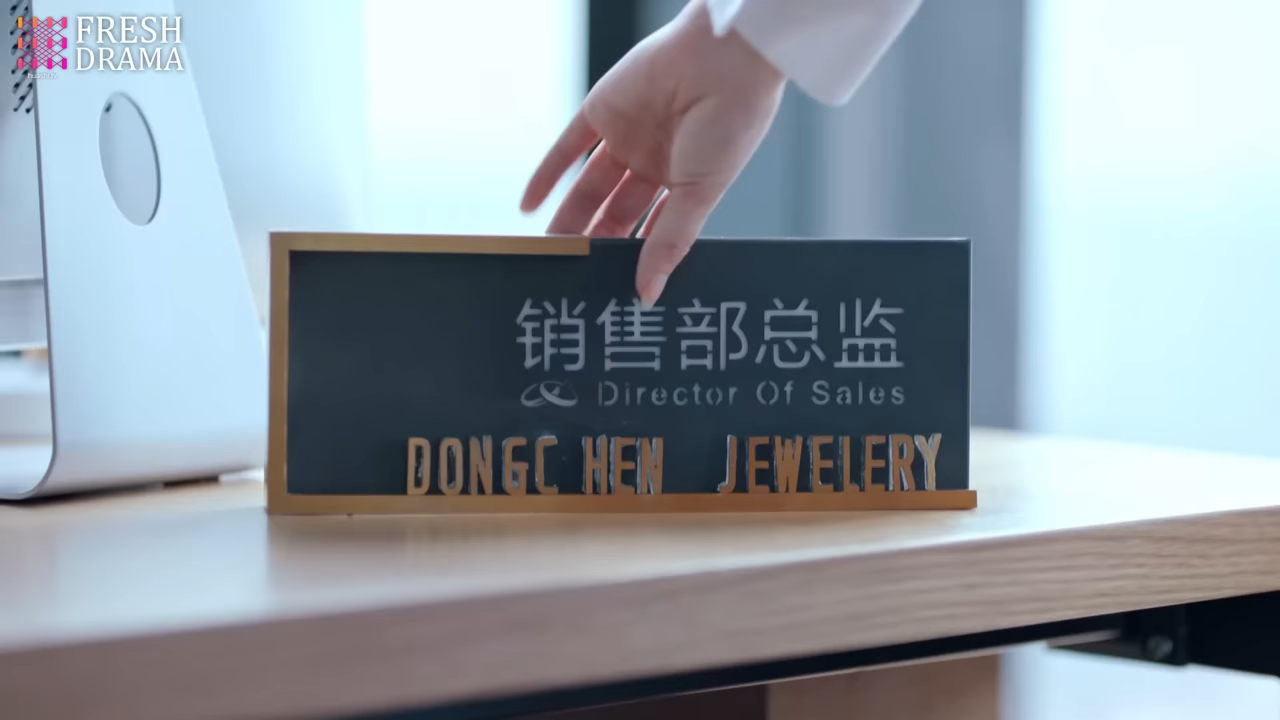 FRESH
DRAMA
销售部总监
Director Of Sales
DONGC HEN JEWELERY